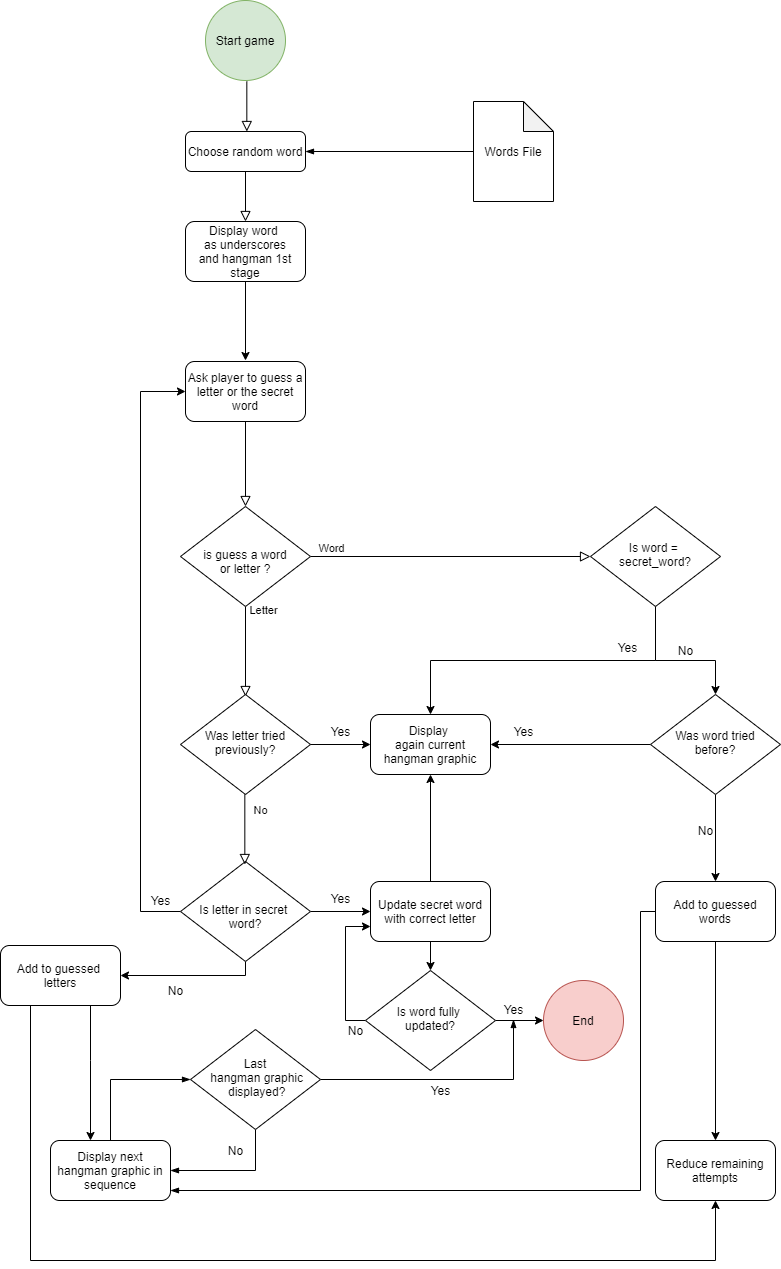 Start game
Choose random word
Words File
Display word
as underscores
and hangman 1st
stage
Ask player to guess a
letter or the secret
word
is guess a word
or letter ?
Word
Is word =
secret_word?
Letter
Yes
No
Was letter tried
previously?
Yes
Display
again current
hangman graphic
Yes
Was word tried
before?
No
No
Yes
Is letter in secret
word?
Yes
Update secret word
with correct letter
Add to guessed
words
Add to guessed
letters
No
Is word fully
updated?
No
Yes
End
Last
hangman graphic
displayed?
Yes
No
Display next
hangman graphic in
sequence
Reduce remaining
attempts